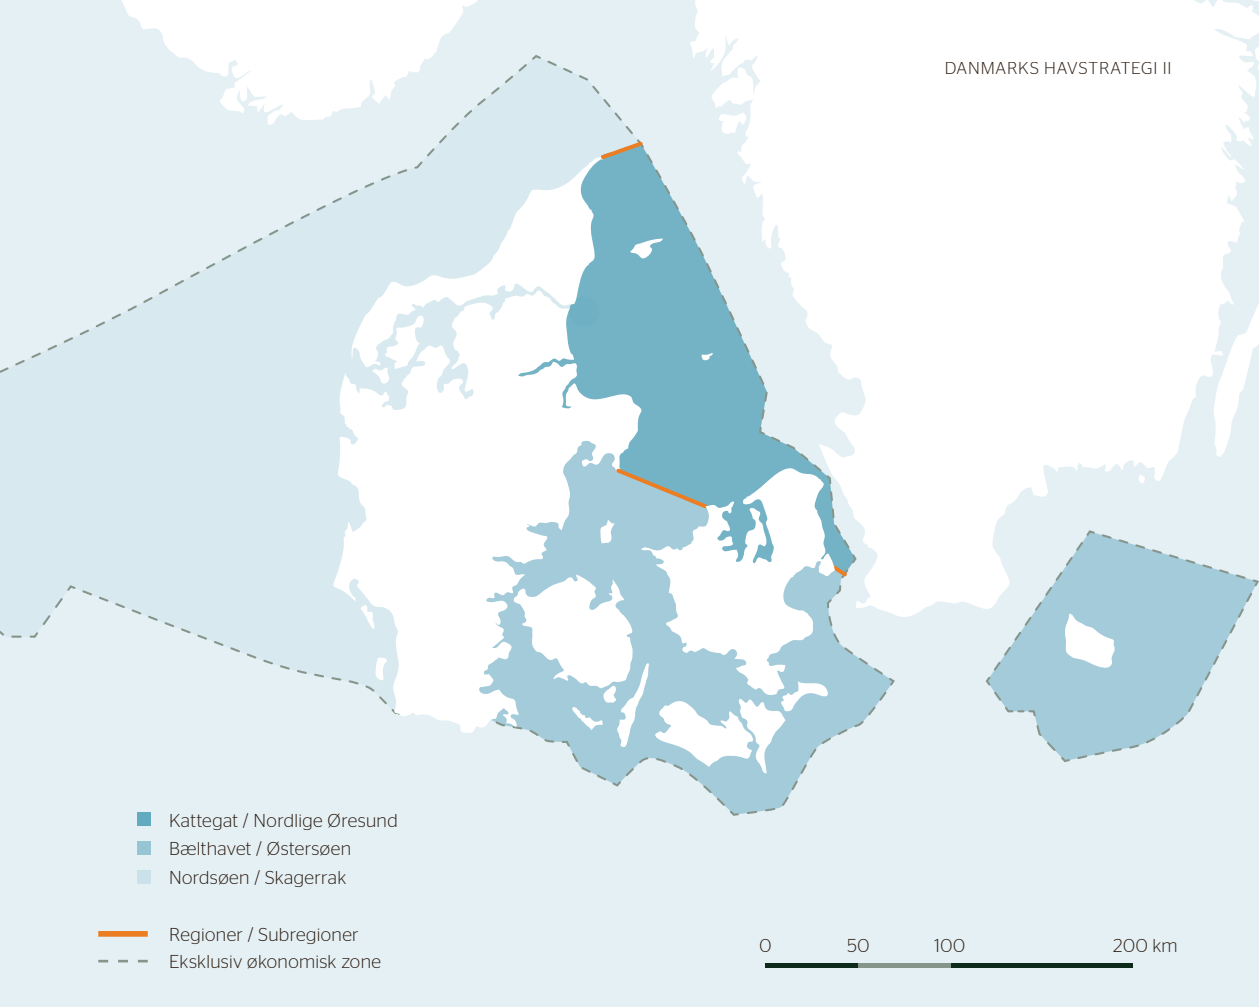 DANMARKS HAVSTRATEGI II
Kattegat / Nordlige Øresund
Bælthavet / Østersøen
Nordsøen / Skagerrak
Regioner / Subregioner
Eksklusiv økonomisk zone
0 50 100 200 km